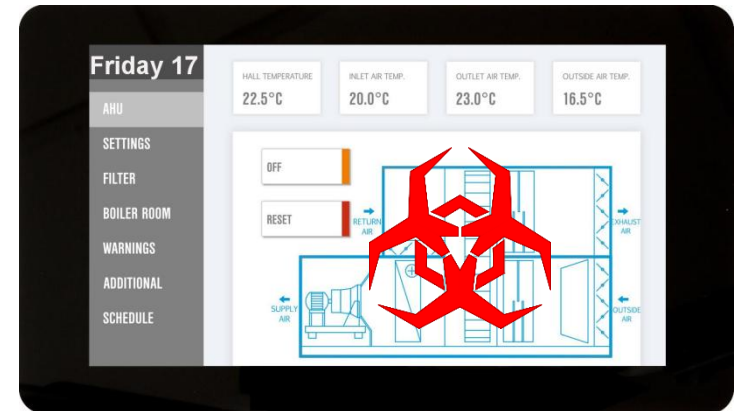 Friday 17
AHU
SETTINGS
FILTER
BOILER ROOM
WARNINGS
ADDITIONAL
SCHEDULE
HALL TEMPERATURE
22.5°C
INLET AIR TEMP.
20.0°C
OUTLET AIR TEMP.
23.0°C
OUTSIDE AIR TEMP.
16.5°C
OFF
RESET
RETURN
AIR
EXHAUST
AIR
SUPPLY
AIR
OUTSIDE
AIR